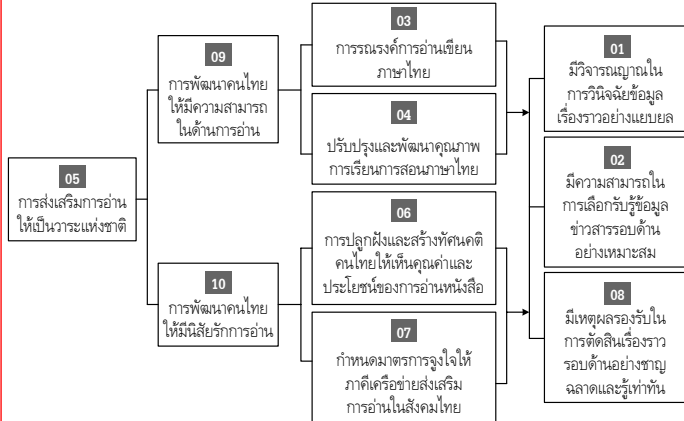 05
การส่งเสริมการอ่าน
ให้เป็นวาระแห่งชาติ
09
การพัฒนาคนไทย
ให้มีความสามารถ
ในด้านการอ่าน
10
การพัฒนาคนไทย
ให้มีนิสัยรักการอ่าน
03
การรณรงค์การอ่านเขียน
ภาษาไทย
04
ปรับปรุงและพัฒนาคุณภาพ
การเรียนการสอนภาษาไทย
06
การปลูกฝังและสร้างทัศนคติ
คนไทยให้เห็นคุณค่าและ
ประโยชน์ของการอ่านหนังสือ
07
กำหนดมาตรการจูงใจให้
ภาคีเครือข่ายส่งเสริม
การอ่านในสังคมไทย
01
มีวิจารณญาณใน
การวินิจฉัยข้อมูล
เรื่องราวอย่างแยบยล
02
มีความสามารถใน
การเลือกรับรู้ข้อมูล
ข่าวสารรอบด้าน
อย่างเหมาะสม
08
มีเหตุผลรองรับใน
การตัดสินเรื่องราว
รอบด้านอย่างชาญ
ฉลาดและรู้เท่าทัน